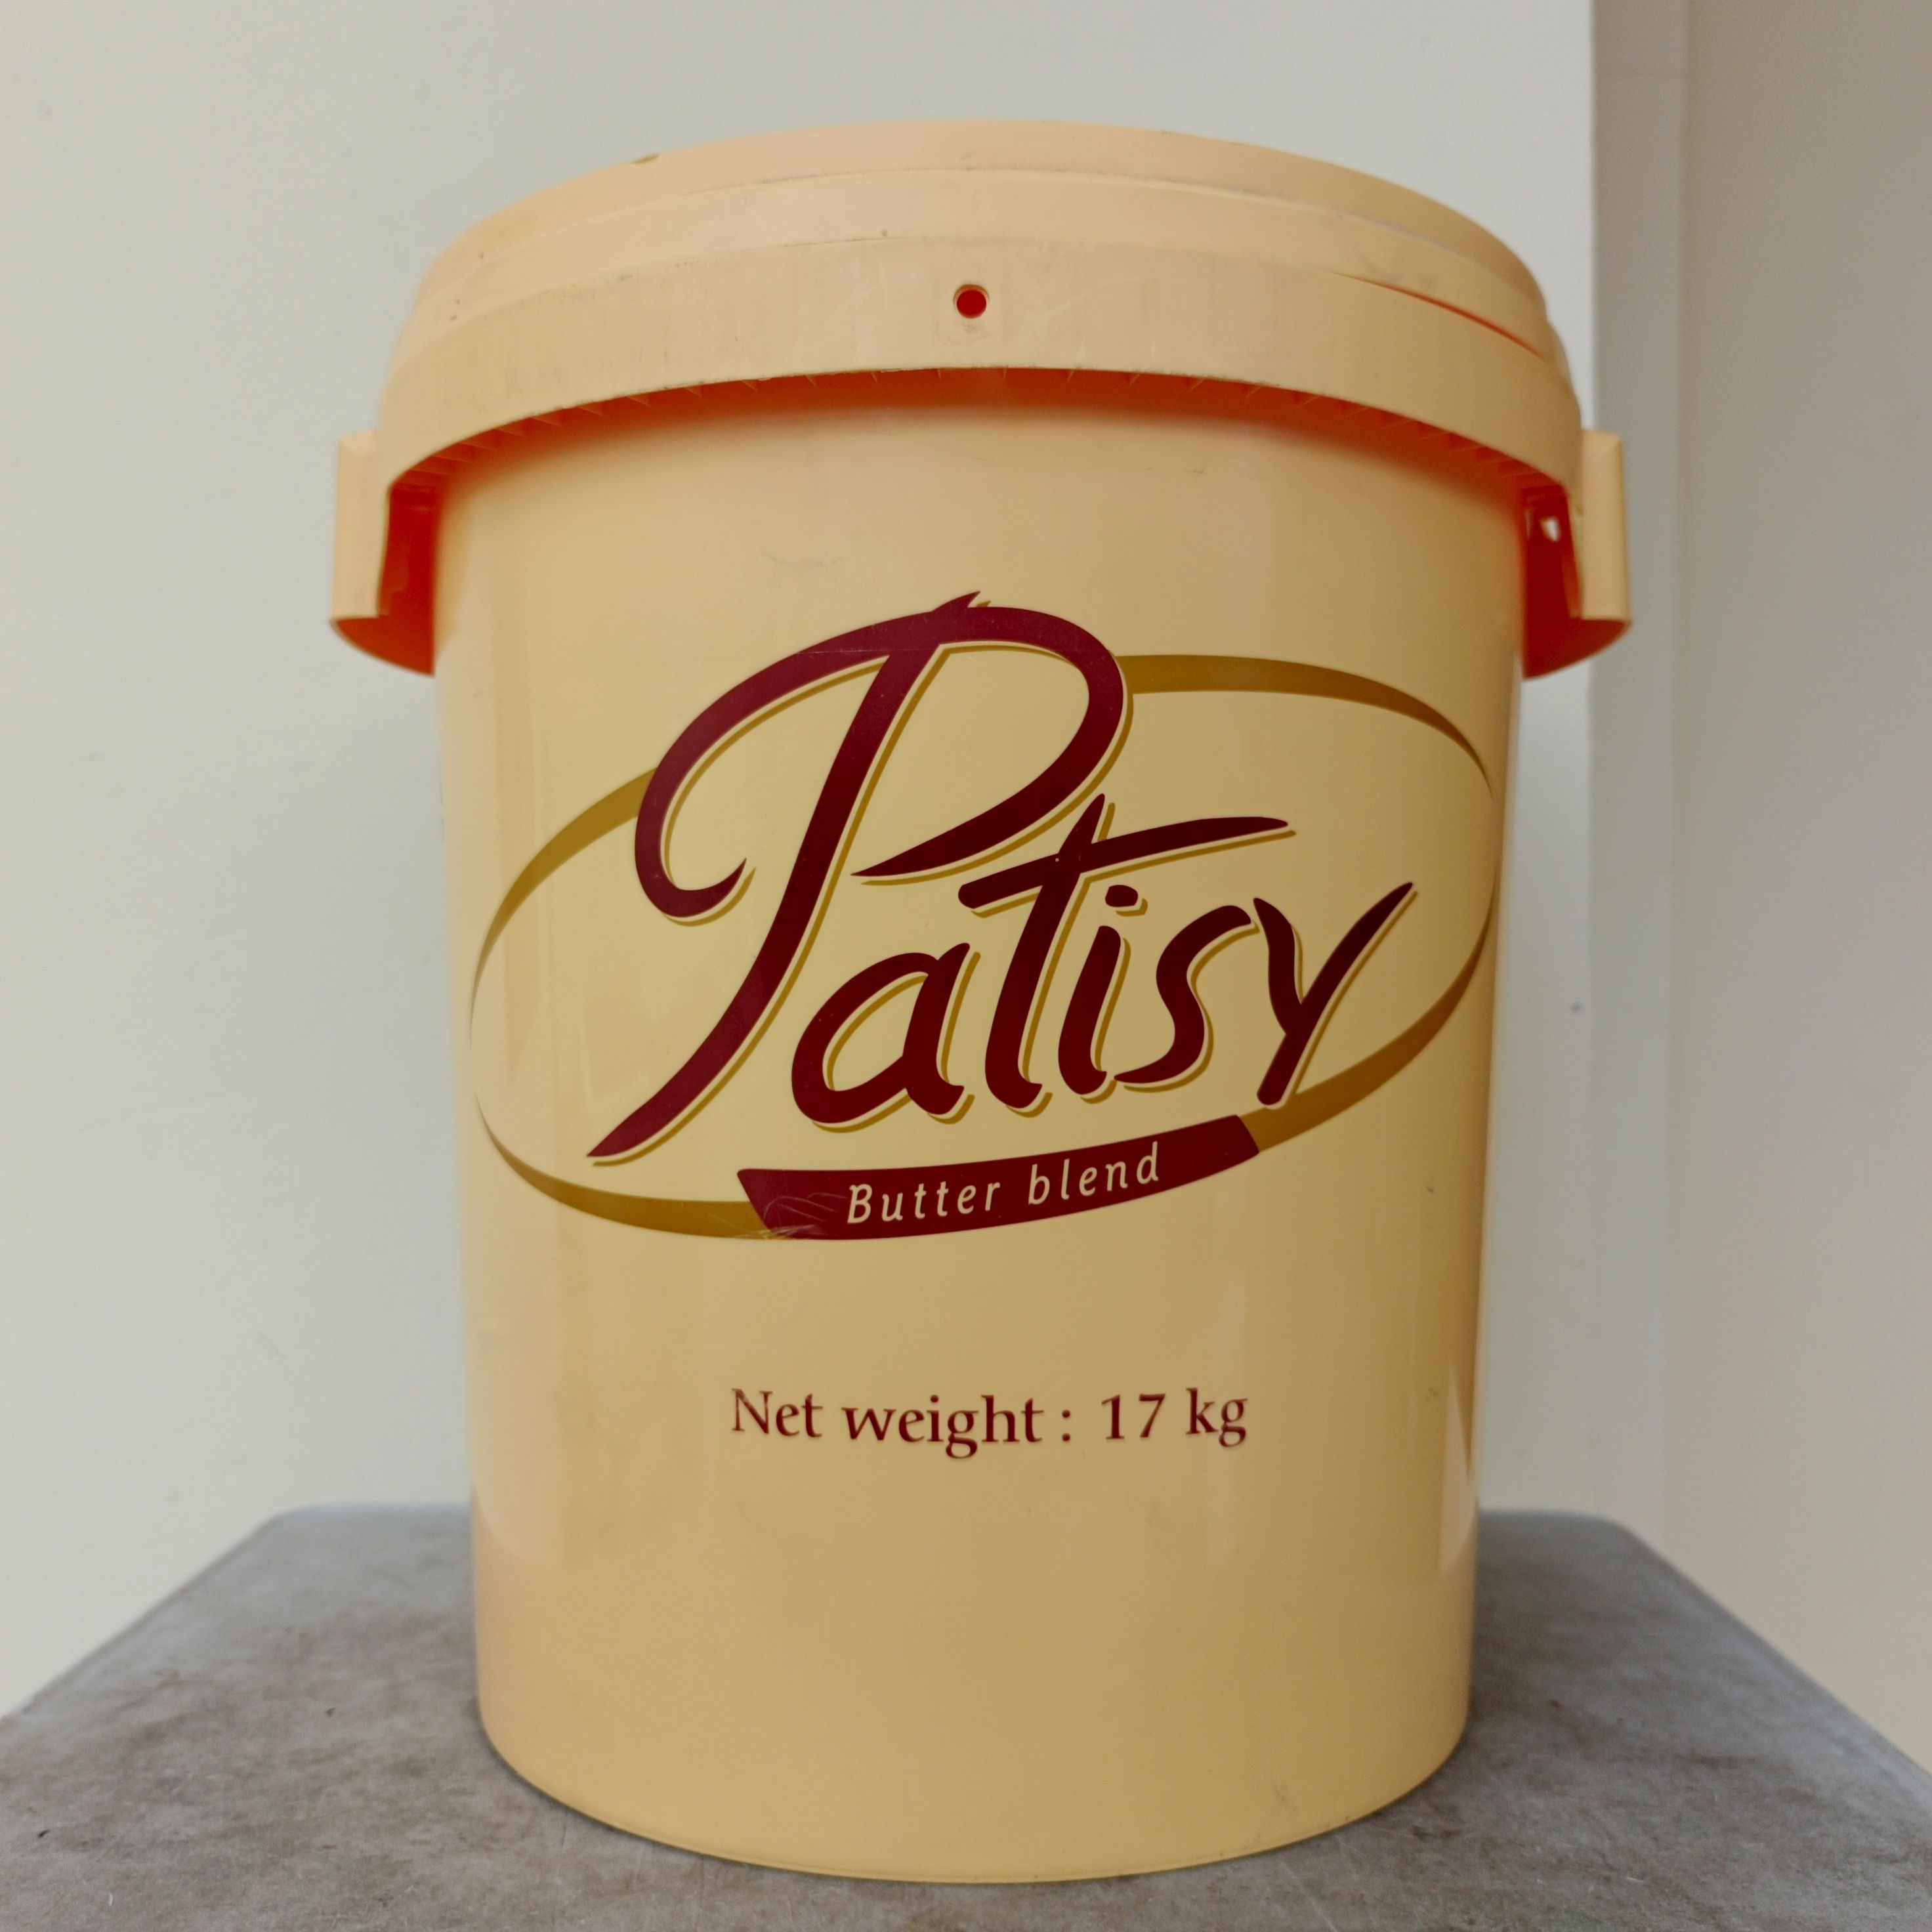 Patisy
Butter blend
Net weight : 17 kg